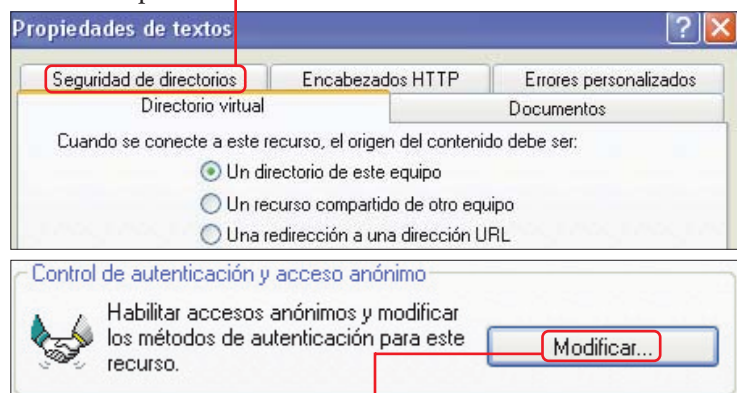 Propiedades de textos
Seguridad de directorios Encabezados HTTP Errores personalizados
Directorio virtual Documentos
Cuando se conecte a este recurso, el origen del contenido debe ser:
Un directorio de este equipo
Un recurso compartido de otro equipo
Una redirección a una dirección URL
Control de autenticación y acceso anónimo
Habilitar accesos anónimos y modificar
los métodos de autenticación para este
recurso.
Modificar...